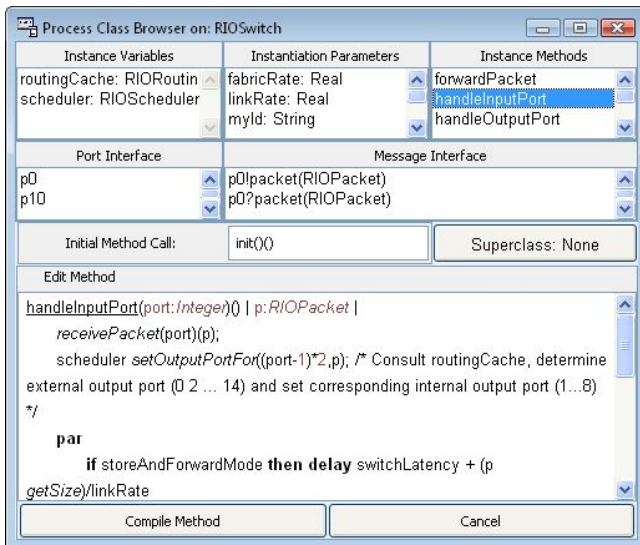 Process Class Browser on: RIOSwitch
Instance Variables
Instantiation Parameters
Instance Methods
routingCache: RIORoutin
scheduler: RIOScheduler
fabricRate: Real
linkRate: Real
myId: String
forwardPacket
handleInputPort
handleOutputPort
Port Interface
Message Interface
p0
p10
p0!packet(RIOPacket)
p0?packet(RIOPacket)
Initial Method Call:
init()()
Superclass: None
Edit Method
handleInputPort(port:Integer)() | p:RIOPacket |
receivePacket(port)(p);
scheduler setOutputPortFor((port-1)*2,p); /* Consult routingCache, determine
external output port (0 2 ... 14) and set corresponding internal output port (1...8)
*/
par
if storeAndForwardMode then delay switchLatency + (p
getSize)/linkRate
Compile Method
Cancel